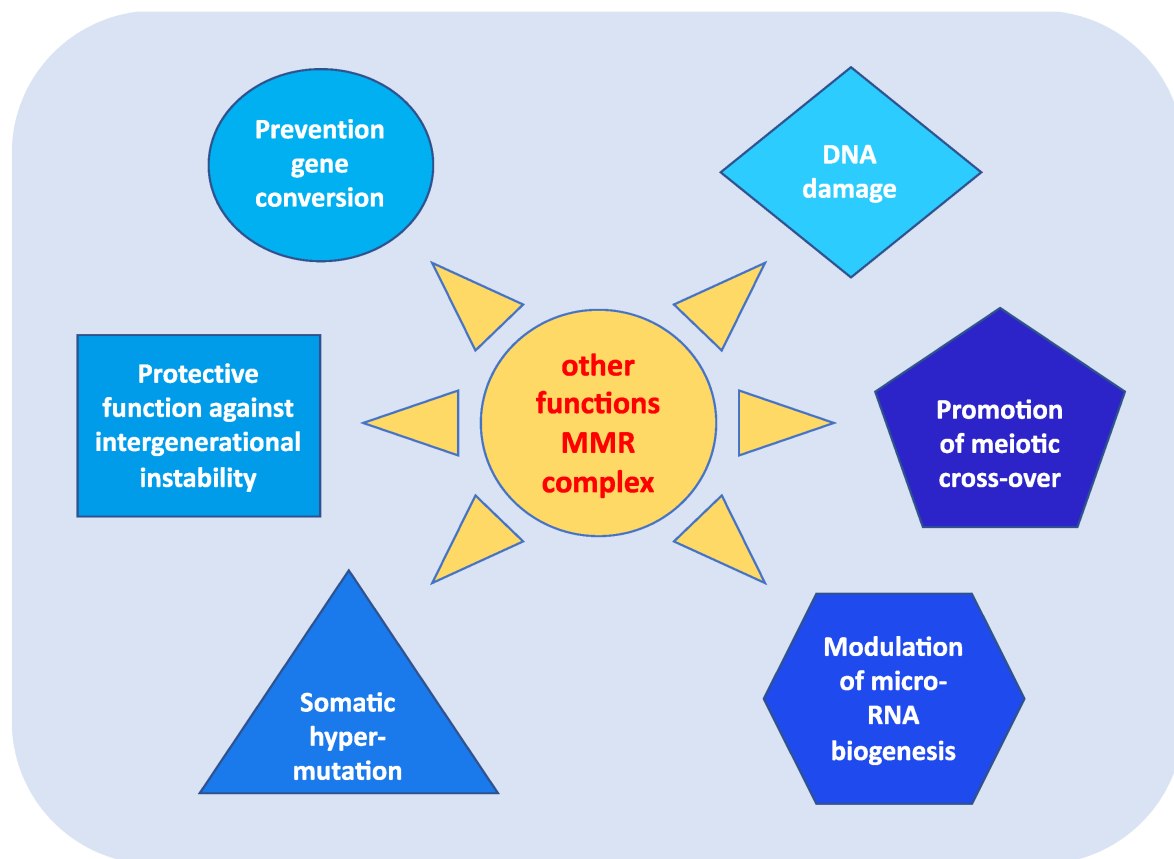 Prevention
gene
conversion
DNA
damage
Protective
function against
intergenerational
instability
other
functions
MMR
complex
Promotion
of meiotic
cross-over
Somatic
hyper-
mutation
Modulation
of micro-
RNA
biogenesis